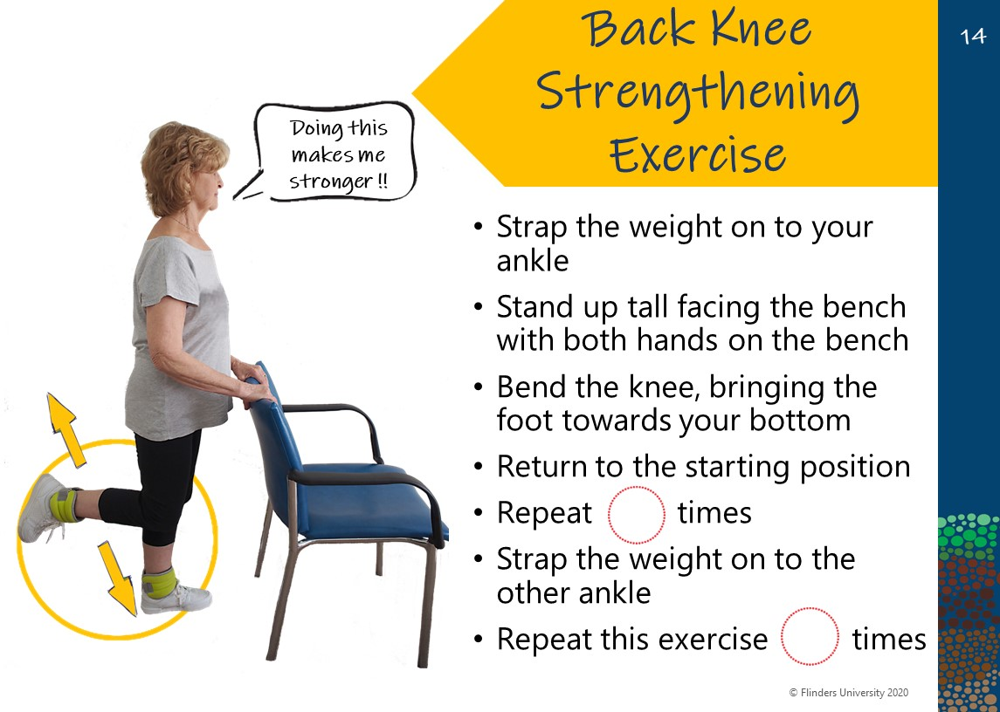 Back Knee
Strengthening
Exercise
14
Doing this
makes me
stronger !!
• Strap the weight on to your
ankle
• Stand up tall facing the bench
with both hands on the bench
• Bend the knee, bringing the
foot towards your bottom
• Return to the starting position
• Repeat times
• Strap the weight on to the
other ankle
• Repeat this exercise times
© Flinders University 2020